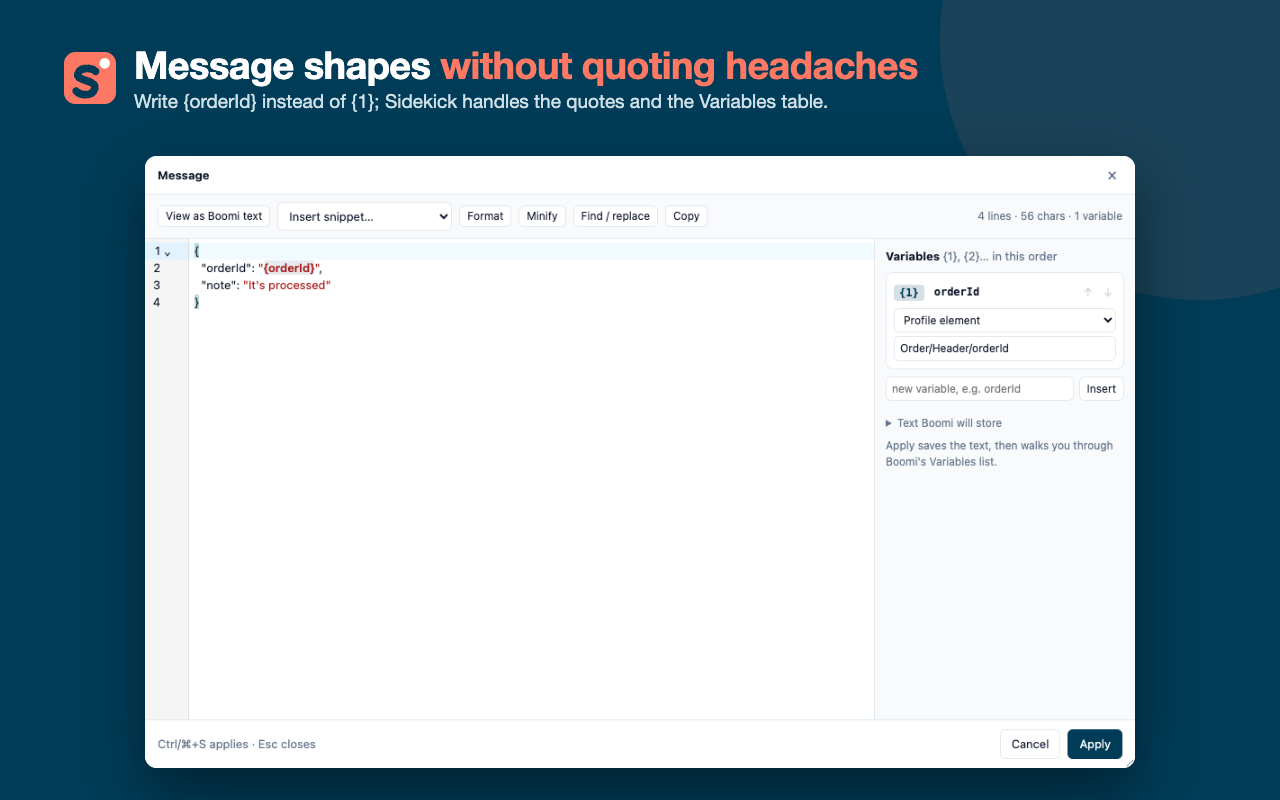 S
Message shapes without quoting headaches
Write {orderId} instead of {1}; Sidekick handles the quotes and the Variables table.
Message
View as Boomi text
Insert snippet...
Format
Minify
Find / replace
Copy
4 lines · 56 chars · 1 variable
1 {
2 "orderId": "{orderId}",
3 "note": "It's processed"
4 }
Variables {1}, {2}... in this order
{1} orderId ↑ ↓
Profile element
Order/Header/orderId
new variable, e.g. orderId
Insert
Text Boomi will store
Apply saves the text, then walks you through
Boomi's Variables list.
Ctrl/⌘+S applies · Esc closes
Cancel
Apply